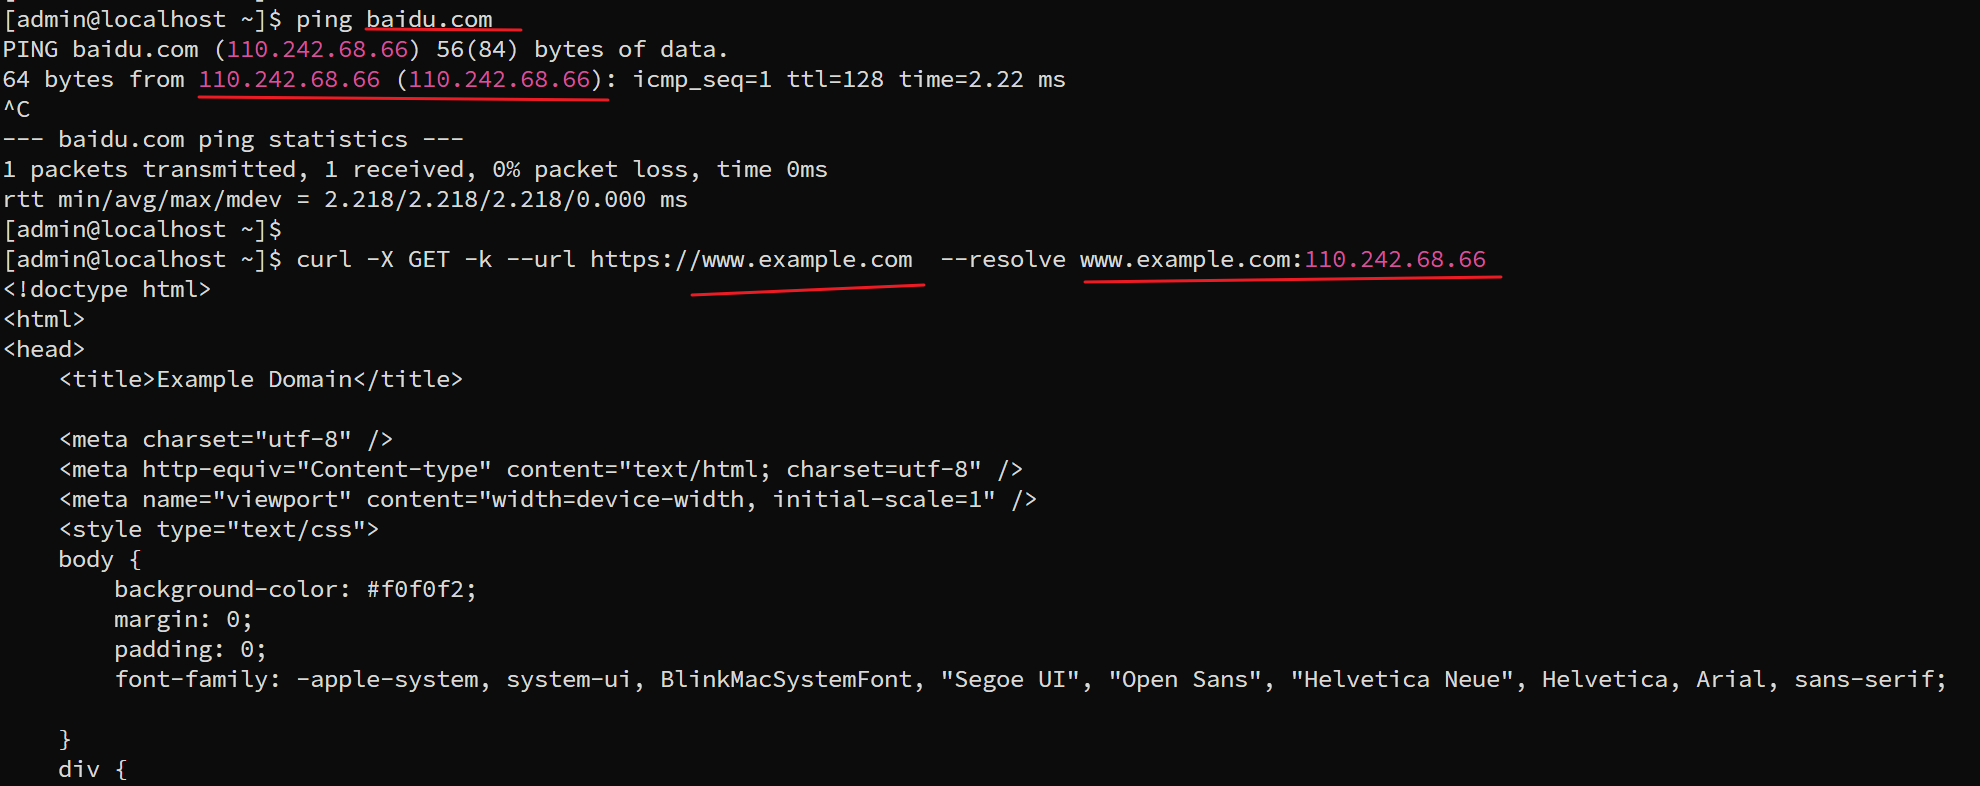 [admin@localhost ~]$ ping baidu.com
PING baidu.com (110.242.68.66) 56(84) bytes of data.
64 bytes from 110.242.68.66 (110.242.68.66): icmp_seq=1 ttl=128 time=2.22 ms
^C
--- baidu.com ping statistics ---
1 packets transmitted, 1 received, 0% packet loss, time 0ms
rtt min/avg/max/mdev = 2.218/2.218/2.218/0.000 ms
[admin@localhost ~]$
[admin@localhost ~]$ curl -X GET -k --url https://www.example.com  --resolve www.example.com:110.242.68.66
<!doctype html>
<html>
<head>
    <title>Example Domain</title>

    <meta charset="utf-8" />
    <meta http-equiv="Content-type" content="text/html; charset=utf-8" />
    <meta name="viewport" content="width=device-width, initial-scale=1" />
    <style type="text/css">
    body {
        background-color: #f0f0f2;
        margin: 0;
        padding: 0;
        font-family: -apple-system, system-ui, BlinkMacSystemFont, "Segoe UI", "Open Sans", "Helvetica Neue", Helvetica, Arial, sans-serif;

    }
    div {